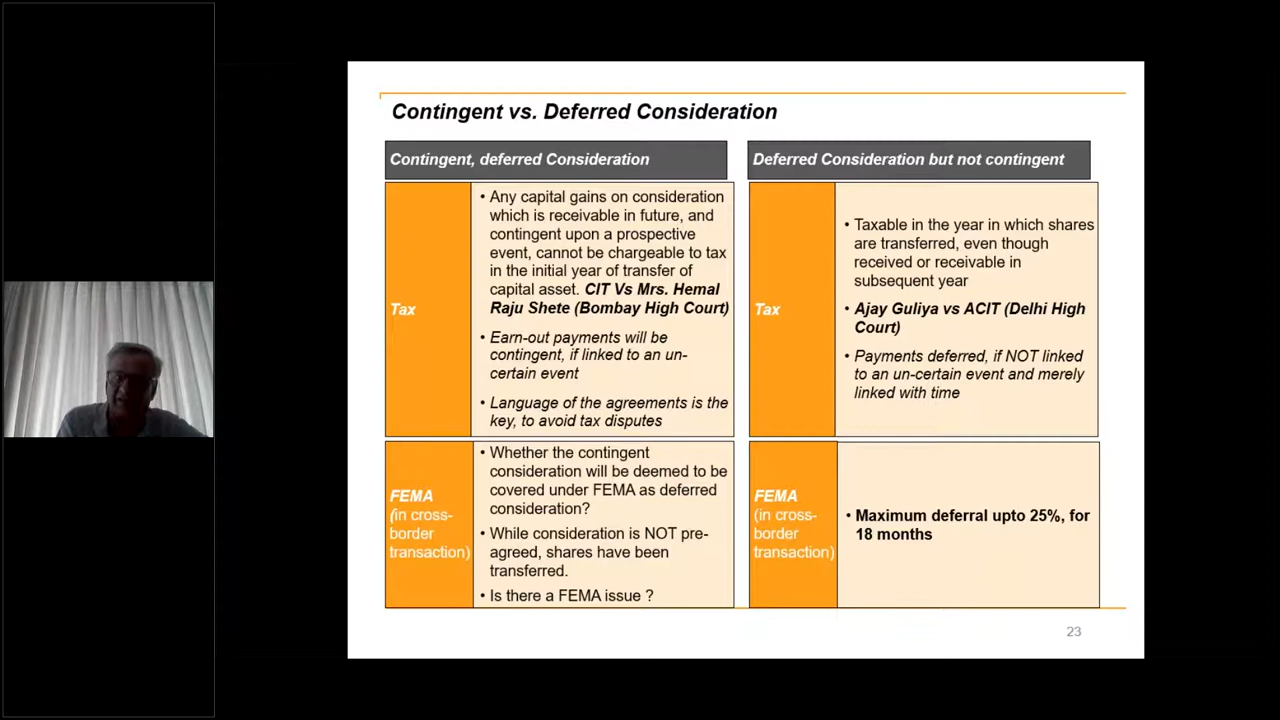 Contingent vs. Deferred Consideration
Contingent, deferred Consideration
Tax
• Any capital gains on consideration
which is receivable in future, and
contingent upon a prospective
event, cannot be chargeable to tax
in the initial year of transfer of
capital asset. CIT Vs Mrs. Hemal
Raju Shete (Bombay High Court)
• Earn-out payments will be
contingent, if linked to an un-
certain event
• Language of the agreements is the
key, to avoid tax disputes
FEMA
(in cross-
border
transaction)
• Whether the contingent
consideration will be deemed to be
covered under FEMA as deferred
consideration?
• While consideration is NOT pre-
agreed, shares have been
transferred.
• Is there a FEMA issue ?
Deferred Consideration but not contingent
Tax
• Taxable in the year in which shares
are transferred, even though
received or receivable in
subsequent year
• Ajay Guliya vs ACIT (Delhi High
Court)
• Payments deferred, if NOT linked
to an un-certain event and merely
linked with time
FEMA
(in cross-
border
transaction)
• Maximum deferral upto 25%, for
18 months
23